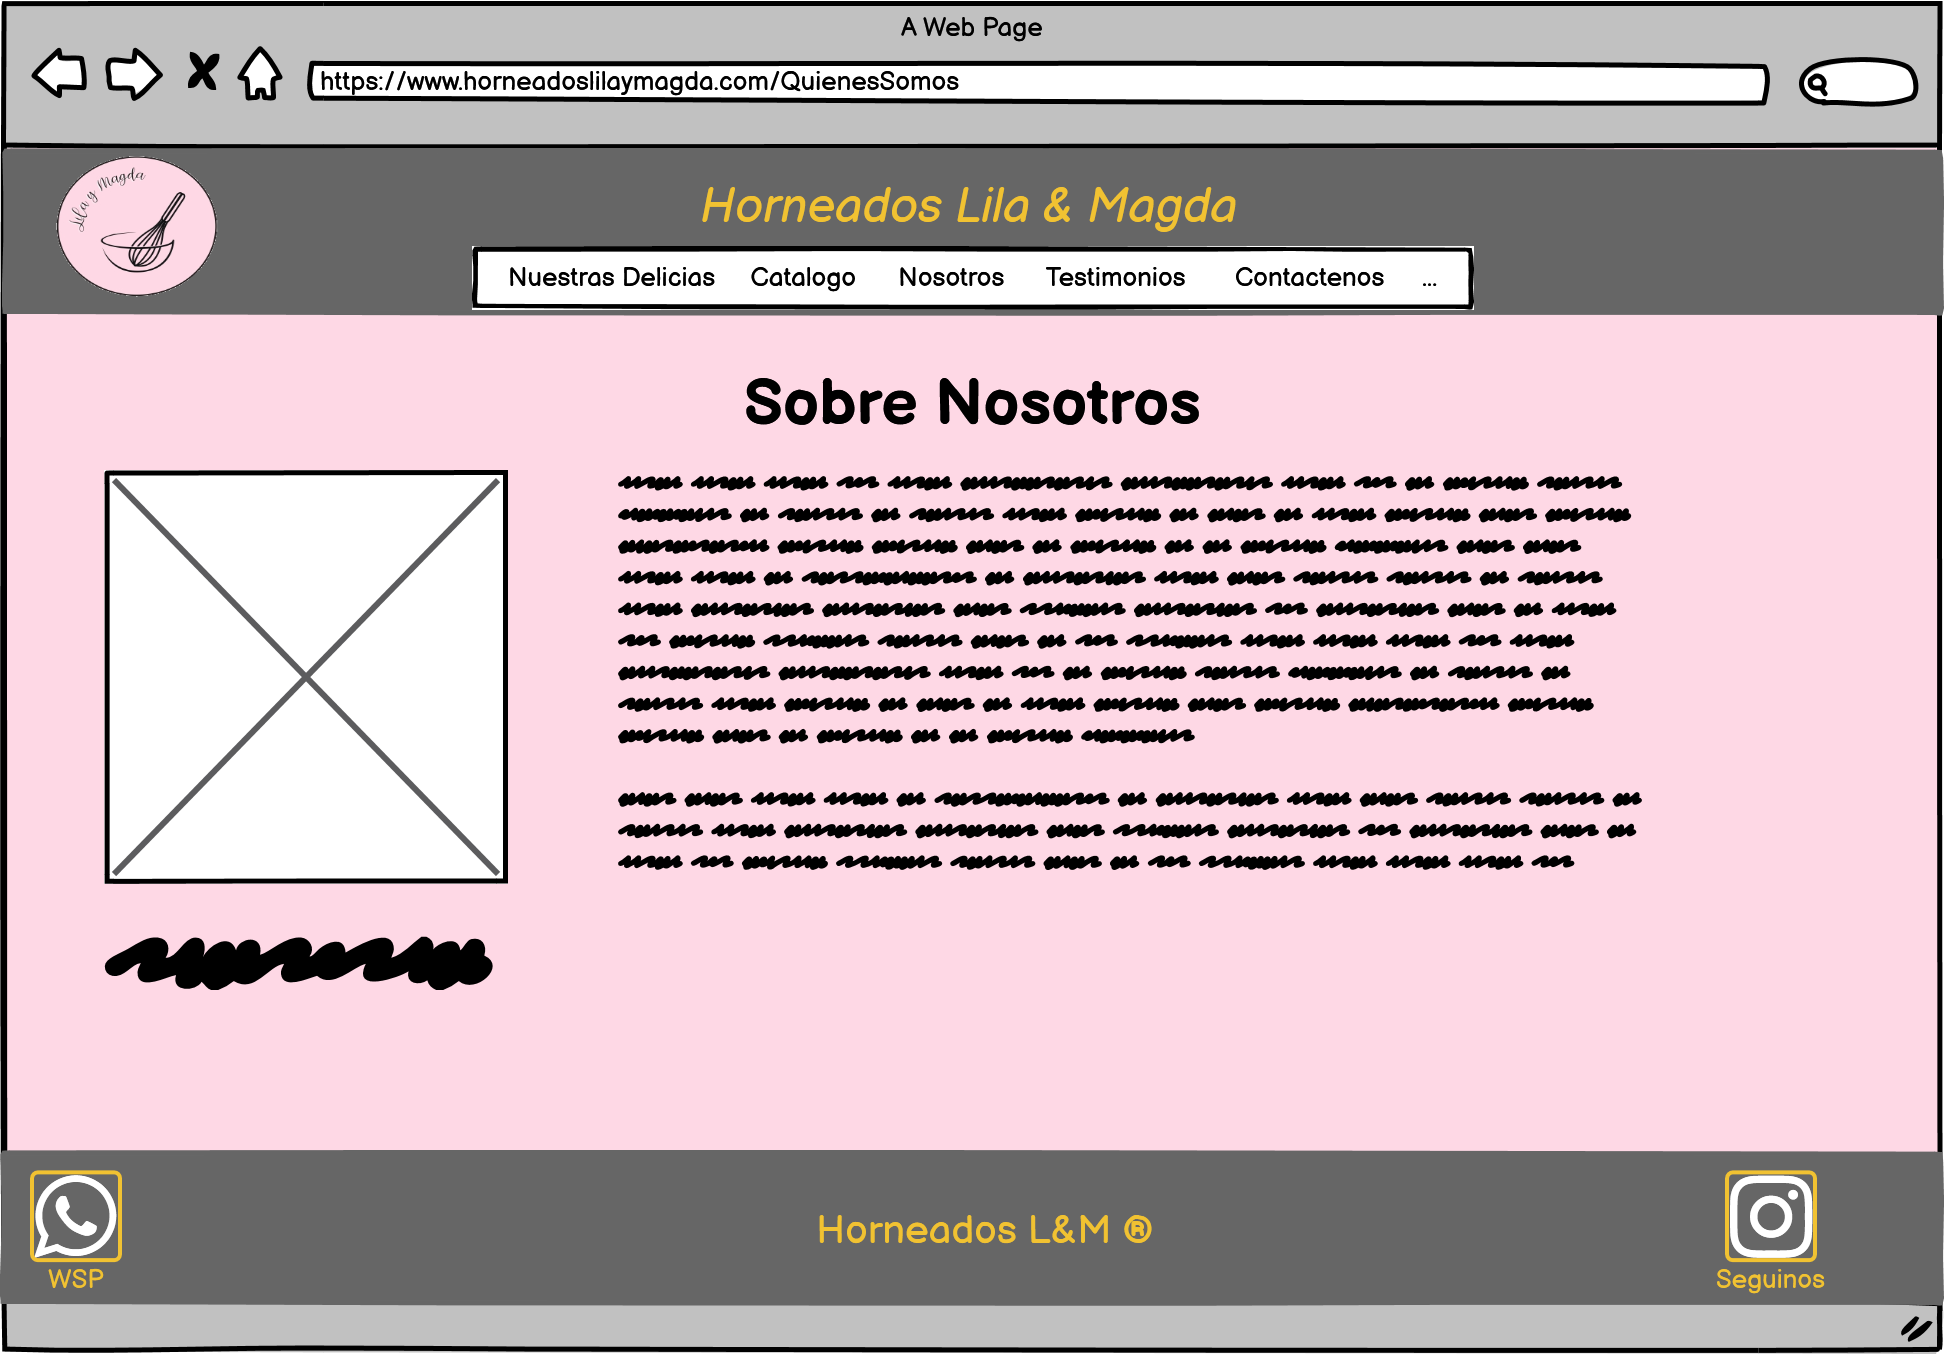 A Web Page
https://www.horneadoslilaymagda.com/QuienesSomos
Lila y Magda
Horneados Lila & Magda
Nuestras Delicias Catalogo Nosotros Testimonios Contactenos ...
Sobre Nosotros
Horneados L&M ®
WSP
Seguinos